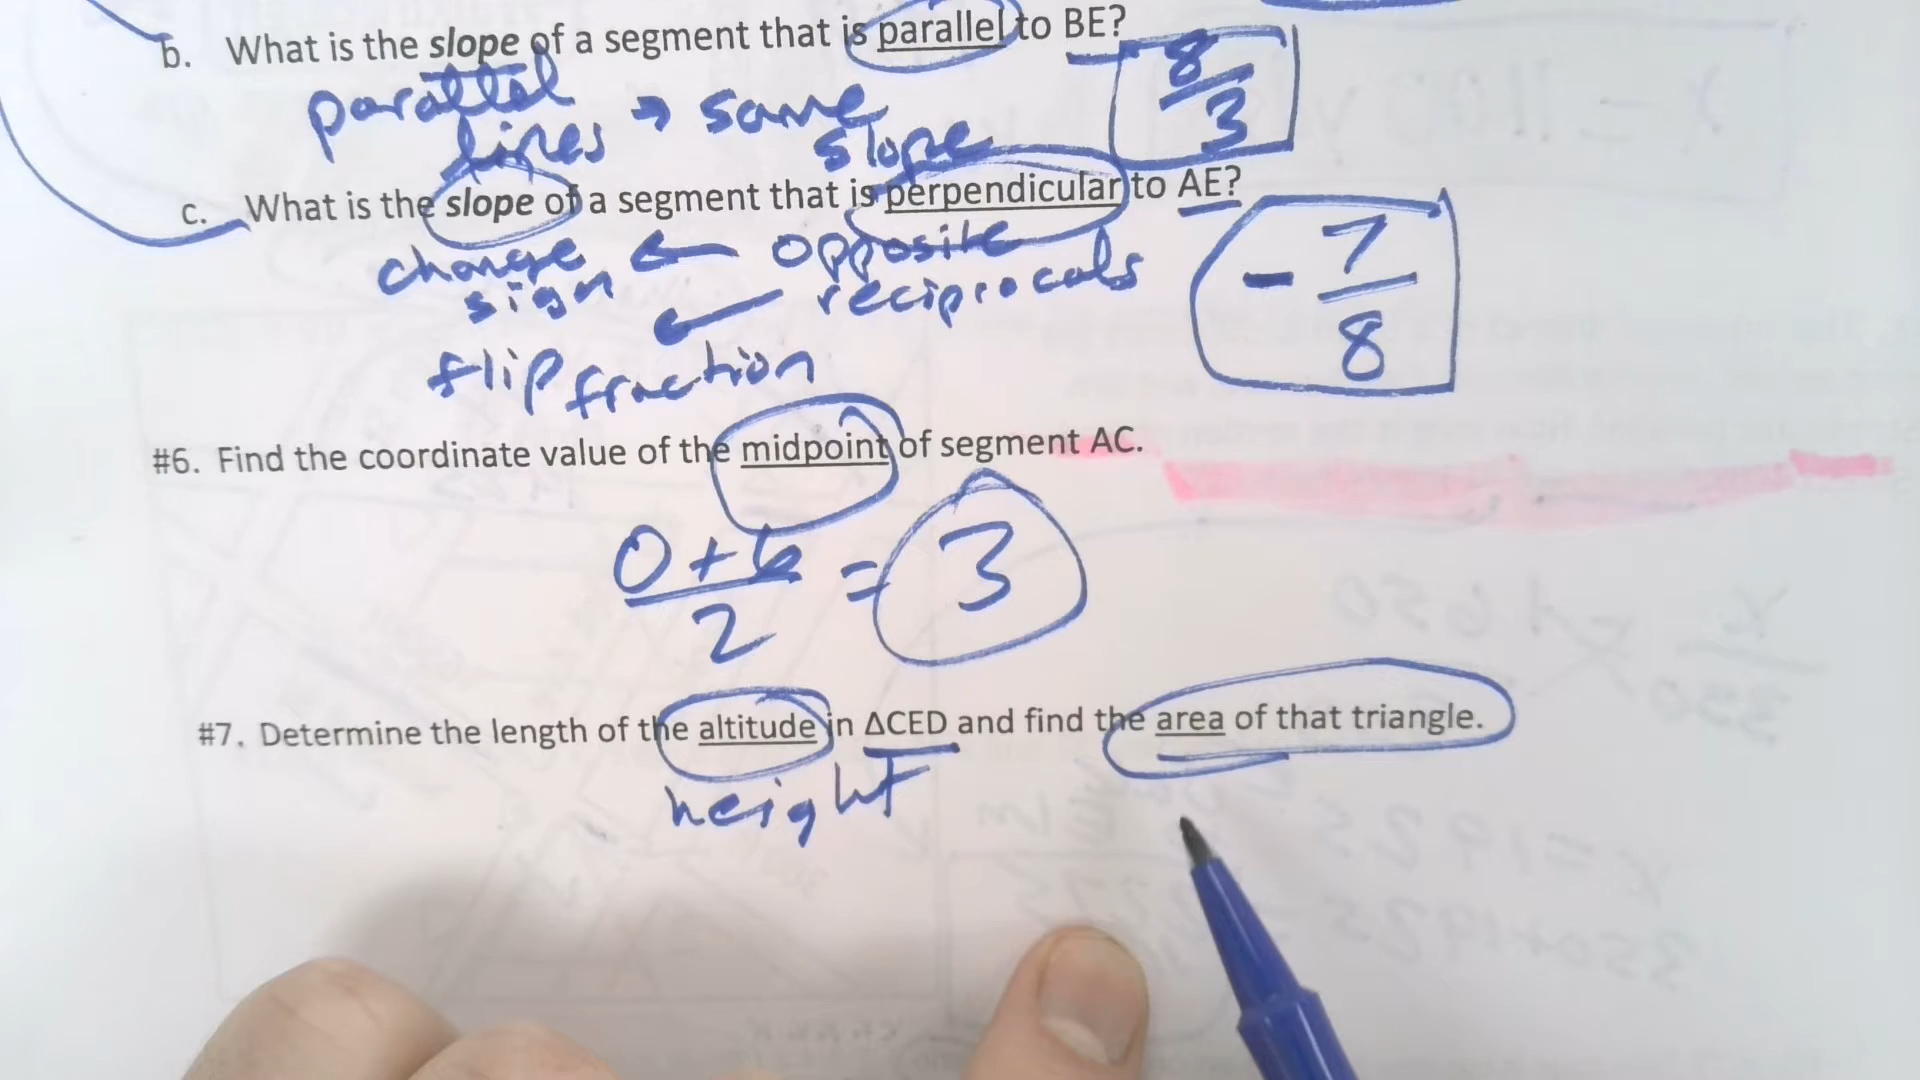 b. What is the slope of a segment that is parallel to BE?
parallel lines → same slope
- 8/3
c. What is the slope of a segment that is perpendicular to AE?
change sign ← opposite reciprocals
flip fraction
- 7/8
#6. Find the coordinate value of the midpoint of segment AC.
0+6/2 = 3
#7. Determine the length of the altitude in ΔCED and find the area of that triangle.
height